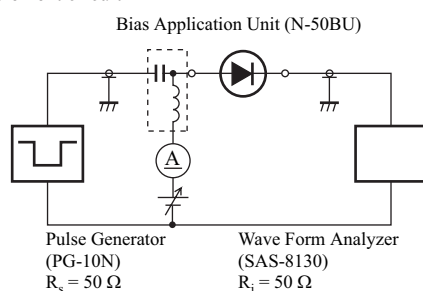 Bias Application Unit (N-50BU)
A
Pulse Generator
(PG-10N)
Rs = 50 Ω
Wave Form Analyzer
(SAS-8130)
Ri = 50 Ω